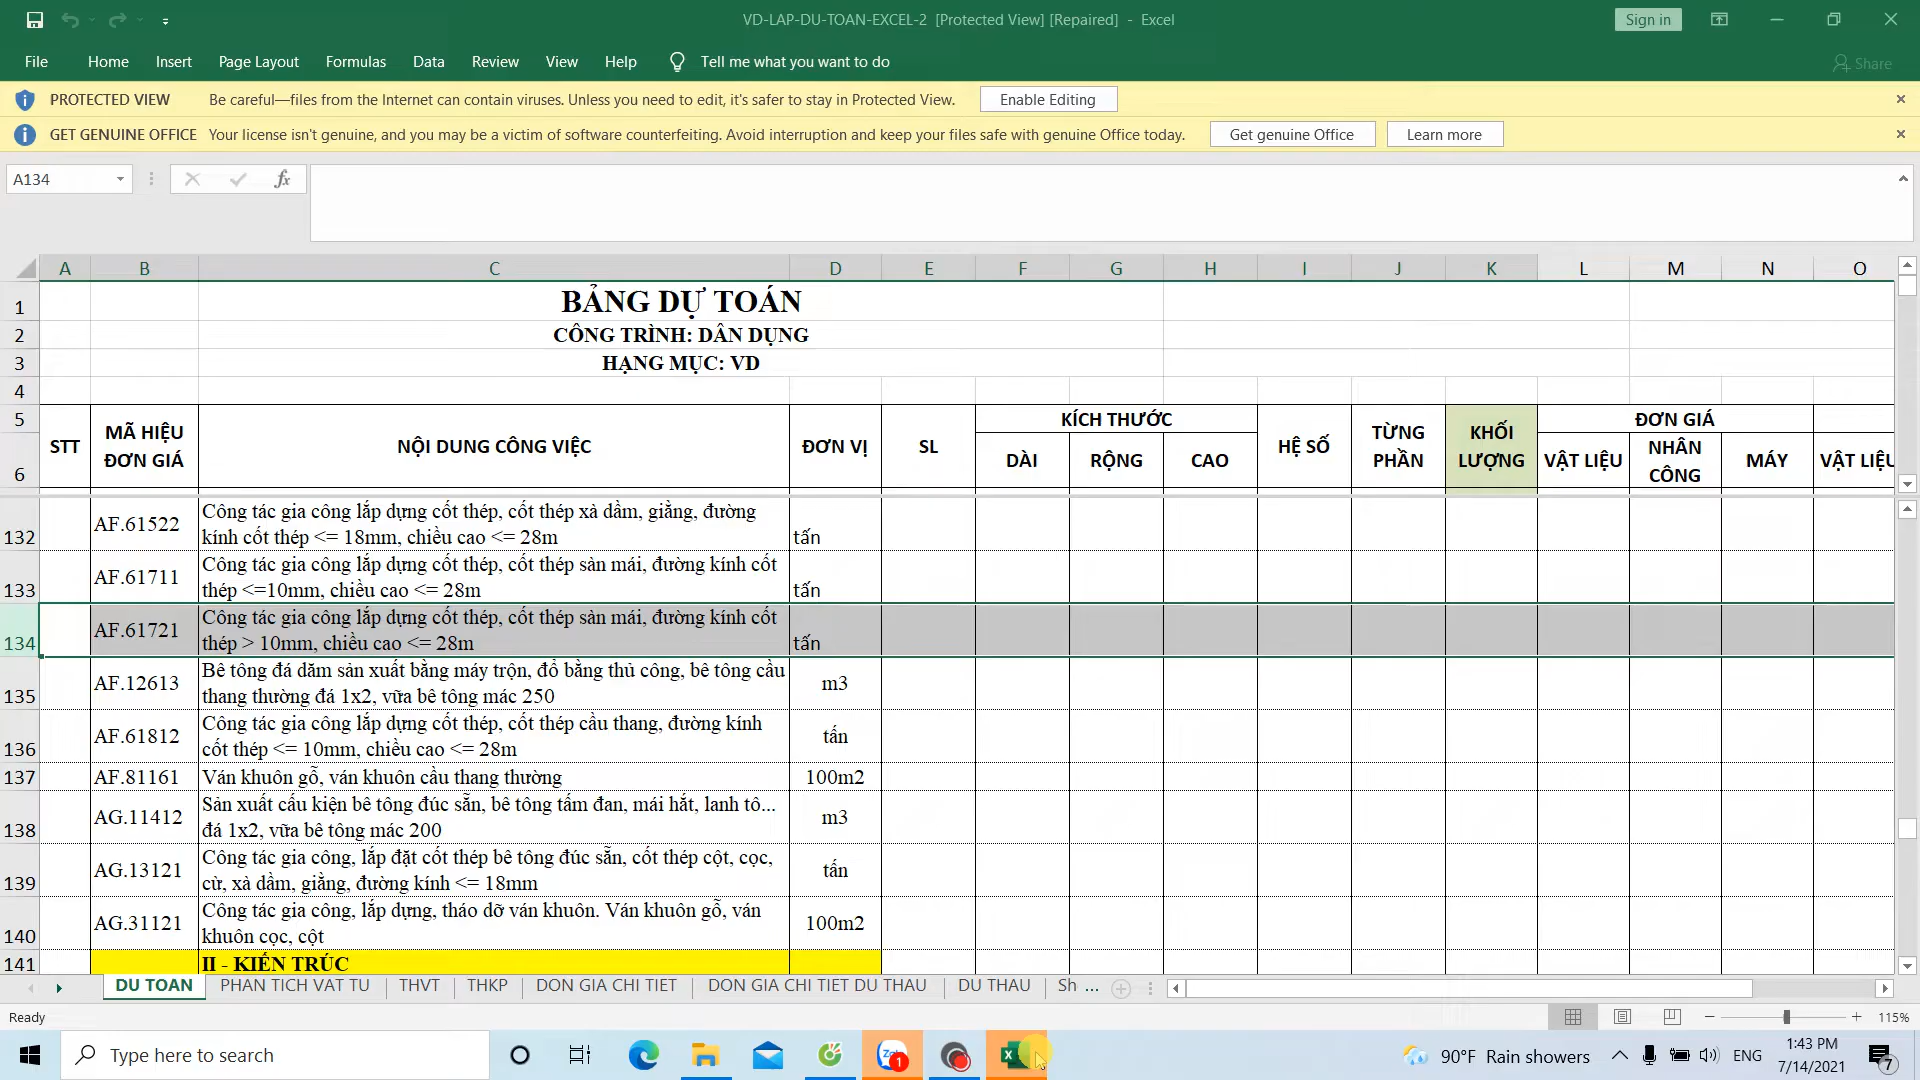 VD-LAP-DU-TOAN-EXCEL-2 [Protected View] [Repaired] - Excel
Sign in
File Home Insert Page Layout Formulas Data Review View Help Tell me what you want to do Share
PROTECTED VIEW Be careful—files from the Internet can contain viruses. Unless you need to edit, it's safer to stay in Protected View. Enable Editing
GET GENUINE OFFICE Your license isn't genuine, and you may be a victim of software counterfeiting. Avoid interruption and keep your files safe with genuine Office today. Get genuine Office Learn more
A134 fx
A B C D E F G H I J K L M N O
1 BẢNG DỰ TOÁN
2 CÔNG TRÌNH: DÂN DỤNG
3 HẠNG MỤC: VD
4
5 KÍCH THƯỚC ĐƠN GIÁ
STT MÃ HIỆU ĐƠN GIÁ NỘI DUNG CÔNG VIỆC ĐƠN VỊ SL HỆ SỐ TỪNG PHẦN KHỐI LƯỢNG
6 DÀI RỘNG CAO VẬT LIỆU NHÂN CÔNG MÁY VẬT LIỆU
132 AF.61522 Công tác gia công lắp dựng cốt thép, cốt thép xà dầm, giằng, đường
kính cốt thép <= 18mm, chiều cao <= 28m tấn
133 AF.61711 Công tác gia công lắp dựng cốt thép, cốt thép sàn mái, đường kính cốt
thép <=10mm, chiều cao <= 28m tấn
134 AF.61721 Công tác gia công lắp dựng cốt thép, cốt thép sàn mái, đường kính cốt
thép > 10mm, chiều cao <= 28m tấn
135 AF.12613 Bê tông đá dăm sản xuất bằng máy trộn, đổ bằng thủ công, bê tông cầu
thang thường đá 1x2, vữa bê tông mác 250 m3
136 AF.61812 Công tác gia công lắp dựng cốt thép, cốt thép cầu thang, đường kính
cốt thép <= 10mm, chiều cao <= 28m tấn
137 AF.81161 Ván khuôn gỗ, ván khuôn cầu thang thường 100m2
138 AG.11412 Sản xuất cấu kiện bê tông đúc sẵn, bê tông tấm đan, mái hắt, lanh tô...
đá 1x2, vữa bê tông mác 200 m3
139 AG.13121 Công tác gia công, lắp đặt cốt thép bê tông đúc sẵn, cốt thép cột, cọc,
cừ, xà dầm, giằng, đường kính <= 18mm tấn
140 AG.31121 Công tác gia công, lắp dựng, tháo dỡ ván khuôn. Ván khuôn gỗ, ván
khuôn cọc, cột 100m2
141 II - KIẾN TRÚC
DU TOAN PHAN TICH VAT TU THVT THKP DON GIA CHI TIET DON GIA CHI TIET DU THAU DU THAU Sh ...
Ready 115%
Type here to search Zalo 1 90°F Rain showers ENG 1:43 PM
7/14/2021 7